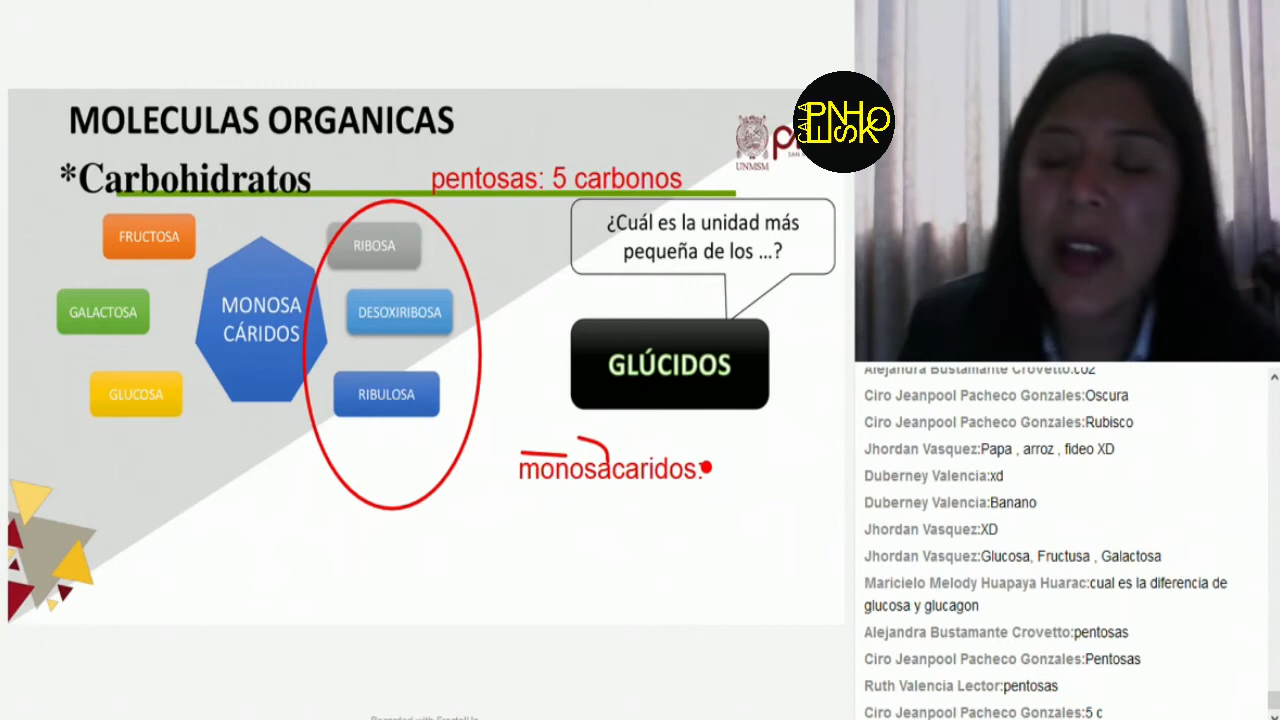 MOLECULAS ORGANICAS
*Carbohidratos
pentosas: 5 carbonos
FRUCTOSA
GALACTOSA
GLUCOSA
MONOSA
CÁRIDOS
RIBOSA
DESOXIRIBOSA
RIBULOSA
UNMSM
¿Cuál es la unidad más
pequeña de los ...?
GLÚCIDOS
monosacaridos:
Alejandra Bustamante Crovetto:co2
Ciro Jeanpool Pacheco Gonzales:Oscura
Ciro Jeanpool Pacheco Gonzales:Rubisco
Jhordan Vasquez:Papa , arroz , fideo XD
Duberney Valencia:xd
Duberney Valencia:Banano
Jhordan Vasquez:XD
Jhordan Vasquez:Glucosa, Fructusa , Galactosa
Maricielo Melody Huapaya Huarac:cual es la diferencia de
glucosa y glucagon
Alejandra Bustamante Crovetto:pentosas
Ciro Jeanpool Pacheco Gonzales:Pentosas
Ruth Valencia Lector:pentosas
Ciro Jeanpool Pacheco Gonzales:5 c